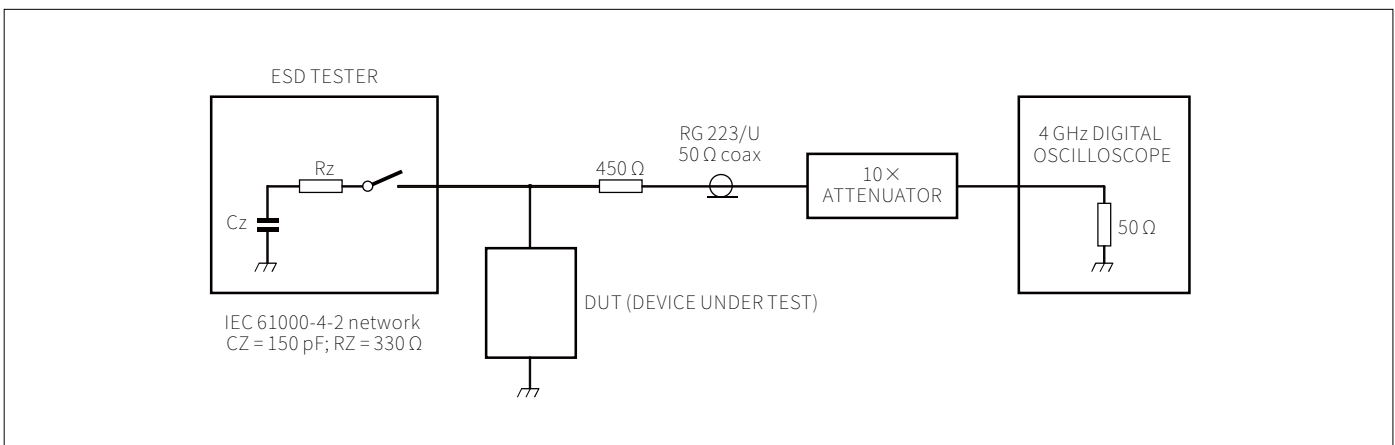 ESD TESTER
Rz
Cz
IEC 61000-4-2 network
CZ = 150 pF; RZ = 330 Ω
450 Ω
RG 223/U
50 Ω coax
10×
ATTENUATOR
4 GHz DIGITAL
OSCILLOSCOPE
50 Ω
DUT (DEVICE UNDER TEST)